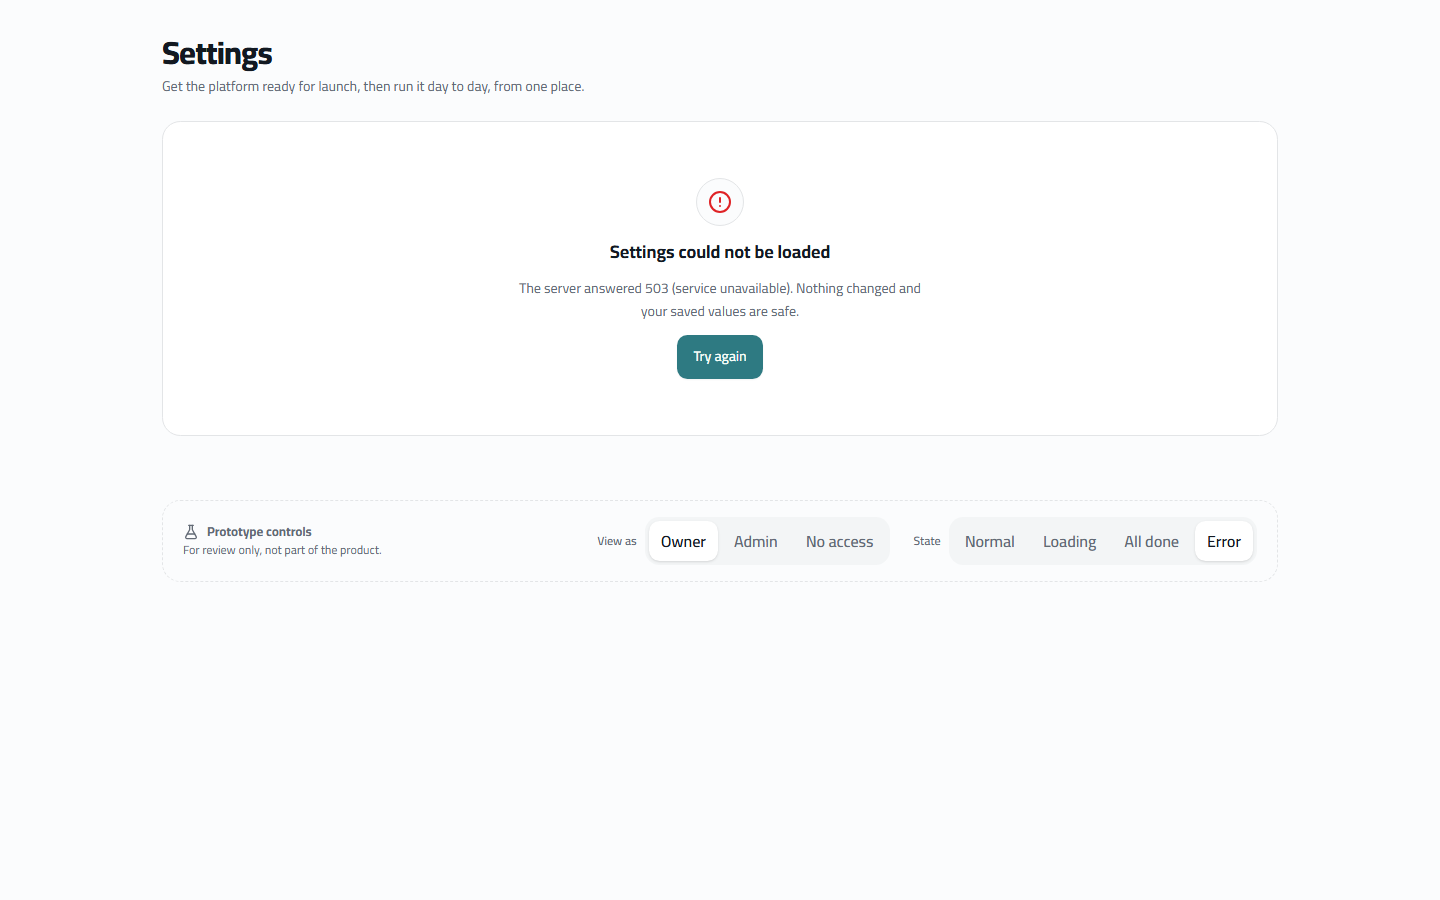 Settings
Get the platform ready for launch, then run it day to day, from one place.
Settings could not be loaded
The server answered 503 (service unavailable). Nothing changed and
your saved values are safe.
Try again
Prototype controls
For review only, not part of the product.
View as
Owner
Admin
No access
State
Normal
Loading
All done
Error